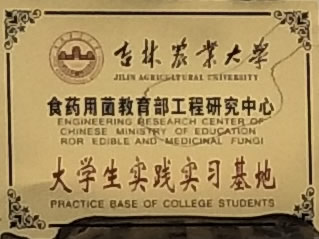 吉林农业大学
JILIN AGRICULTURAL UNIVERSITY
食药用菌教育部工程研究中心
ENGINEERING RESEARCH CENTER OF
CHINESE MINISTRY OF EDUCATION
ROR EDIBLE AND MEDICINAL FUNGI
大学生实践实习基地
PRACTICE BASE OF COLLEGE STUDENTS